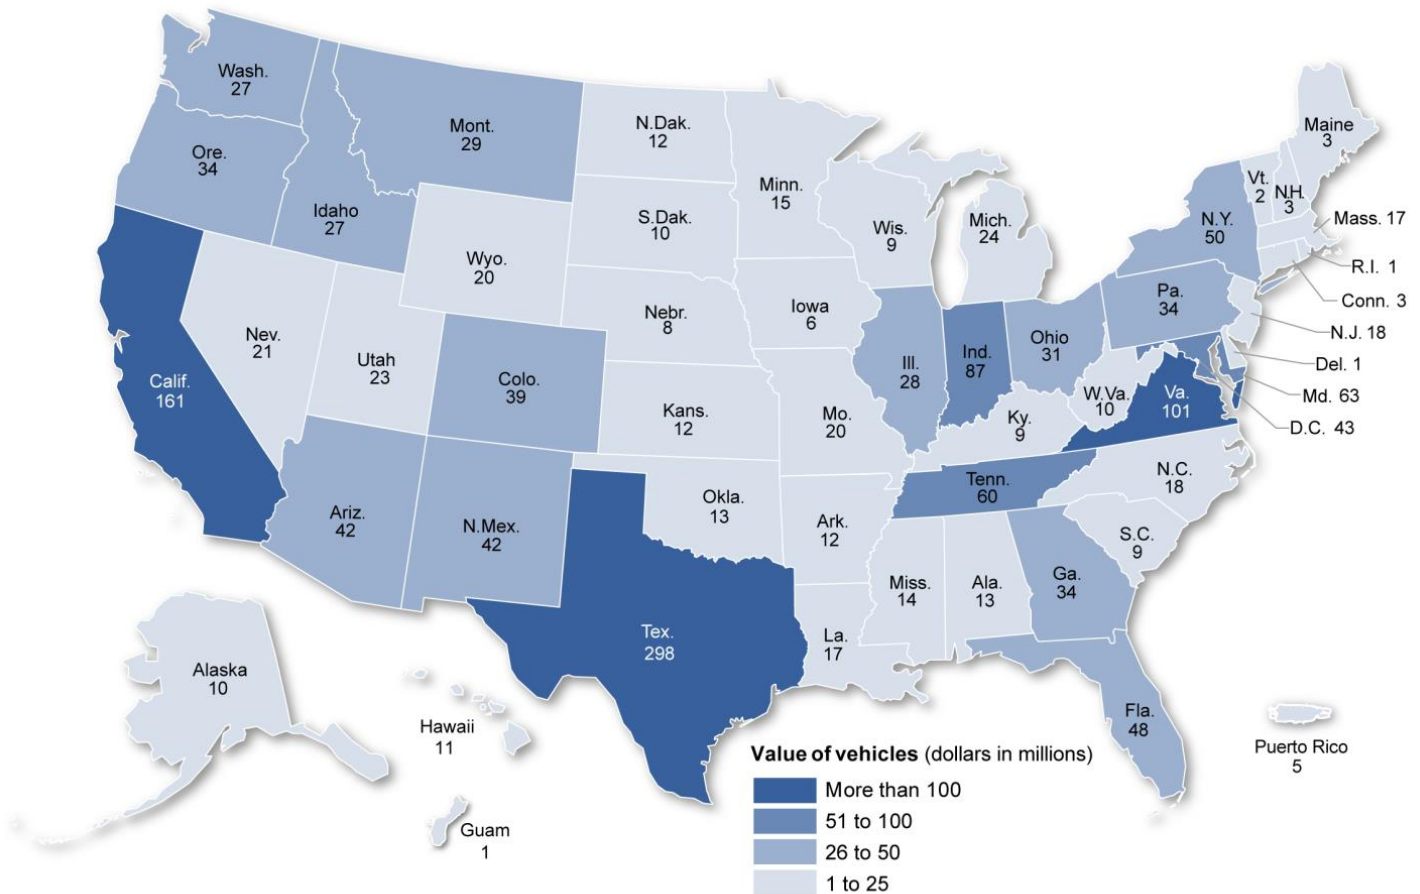 Wash.
27
Ore.
34
Mont.
29
Idaho
27
N.Dak.
12
S.Dak.
10
Minn.
15
Wis.
9
Mich.
24
Maine
3
Vt.
2
N.H.
3
N.Y.
50
Mass. 17
R.I. 1
Conn. 3
N.J. 18
Del. 1
Md. 63
D.C. 43
Wyo.
20
Nebr.
8
Iowa
6
Nev.
21
Utah
23
Colo.
39
Calif.
161
Kans.
12
Mo.
20
Ill.
28
Ind.
87
Ohio
31
Pa.
34
W.Va.
10
Va.
101
Ky.
9
Tenn.
60
N.C.
18
S.C.
9
Ariz.
42
N.Mex.
42
Okla.
13
Ark.
12
Miss.
14
Ala.
13
Ga.
34
Tex.
298
La.
17
Fla.
48
Alaska
10
Hawaii
11
Guam
1
Puerto Rico
5
Value of vehicles (dollars in millions)
More than 100
51 to 100
26 to 50
1 to 25